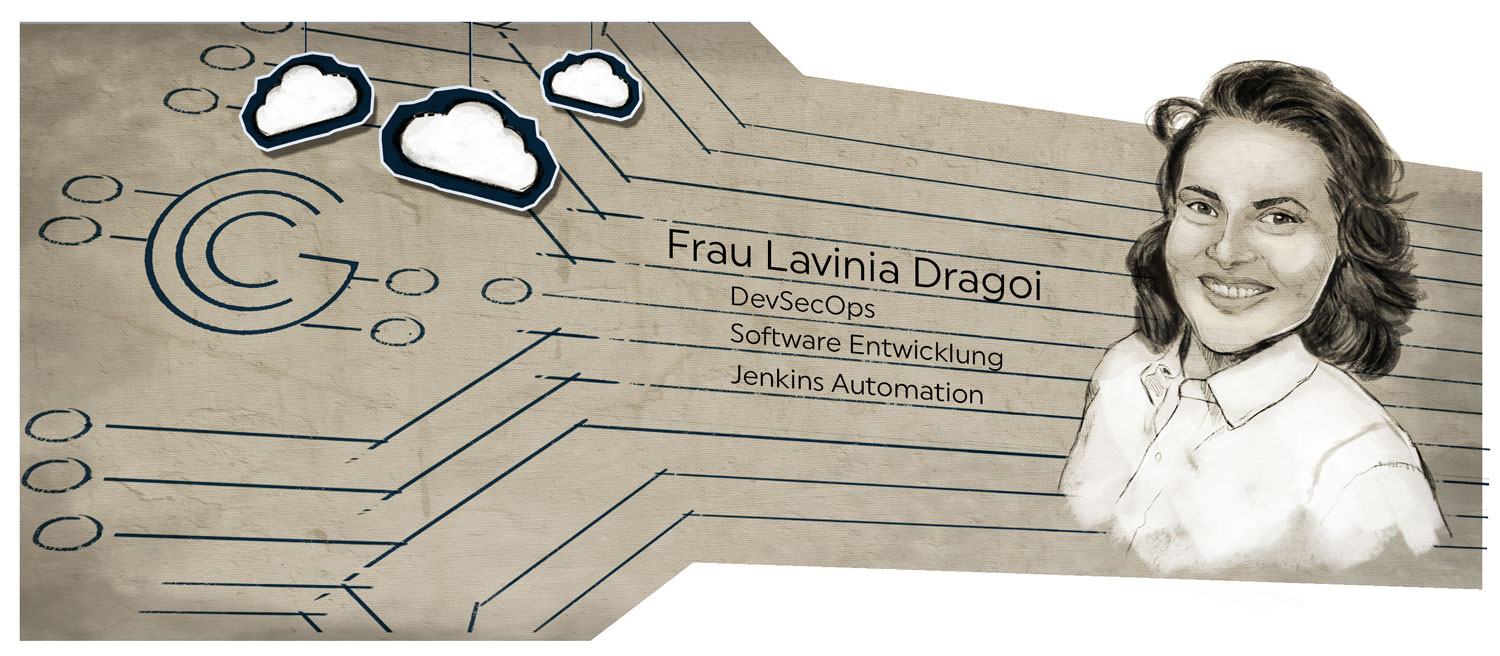 Frau Lavinia Dragoi
DevSecOps
Software Entwicklung
Jenkins Automation